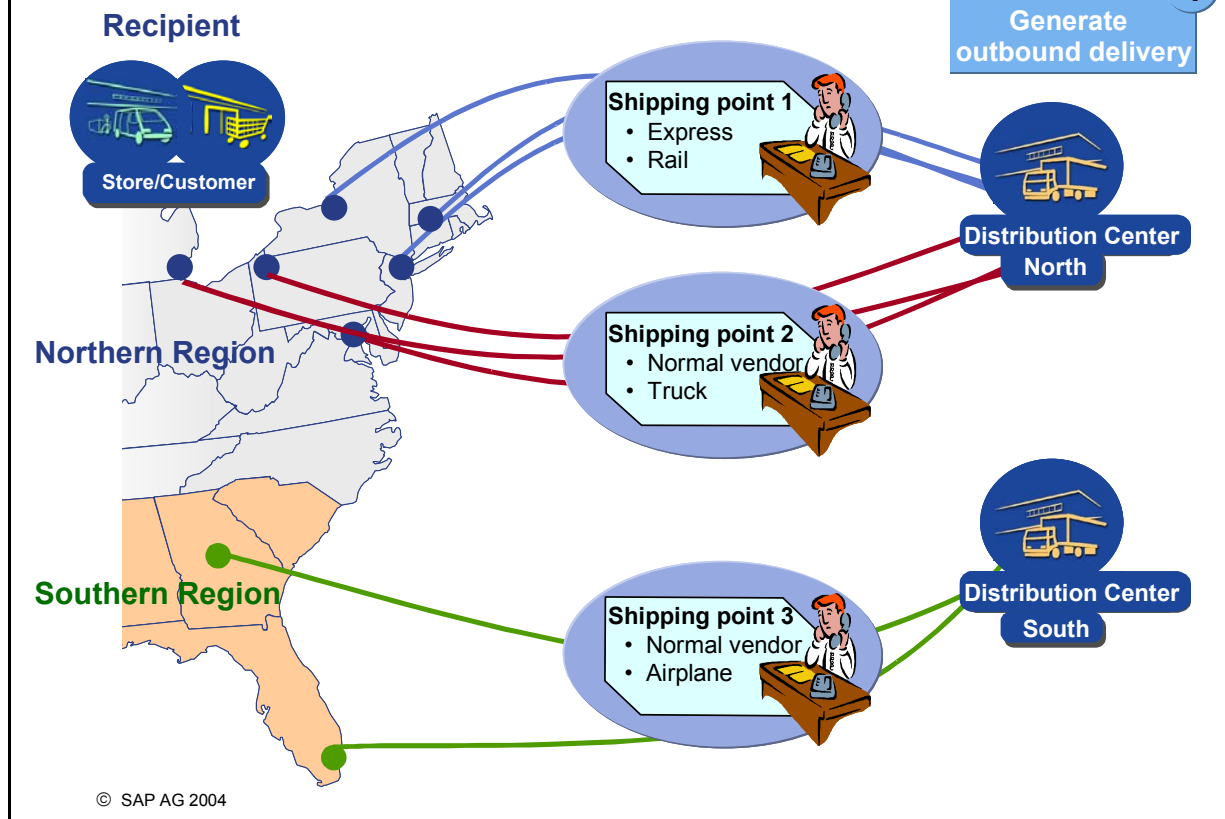 Recipient
Generate
outbound delivery
Store/Customer
Shipping point 1
• Express
• Rail
Distribution Center
North
Northern Region
Shipping point 2
• Normal vendor
• Truck
Southern Region
Shipping point 3
• Normal vendor
• Airplane
Distribution Center
South
© SAP AG 2004